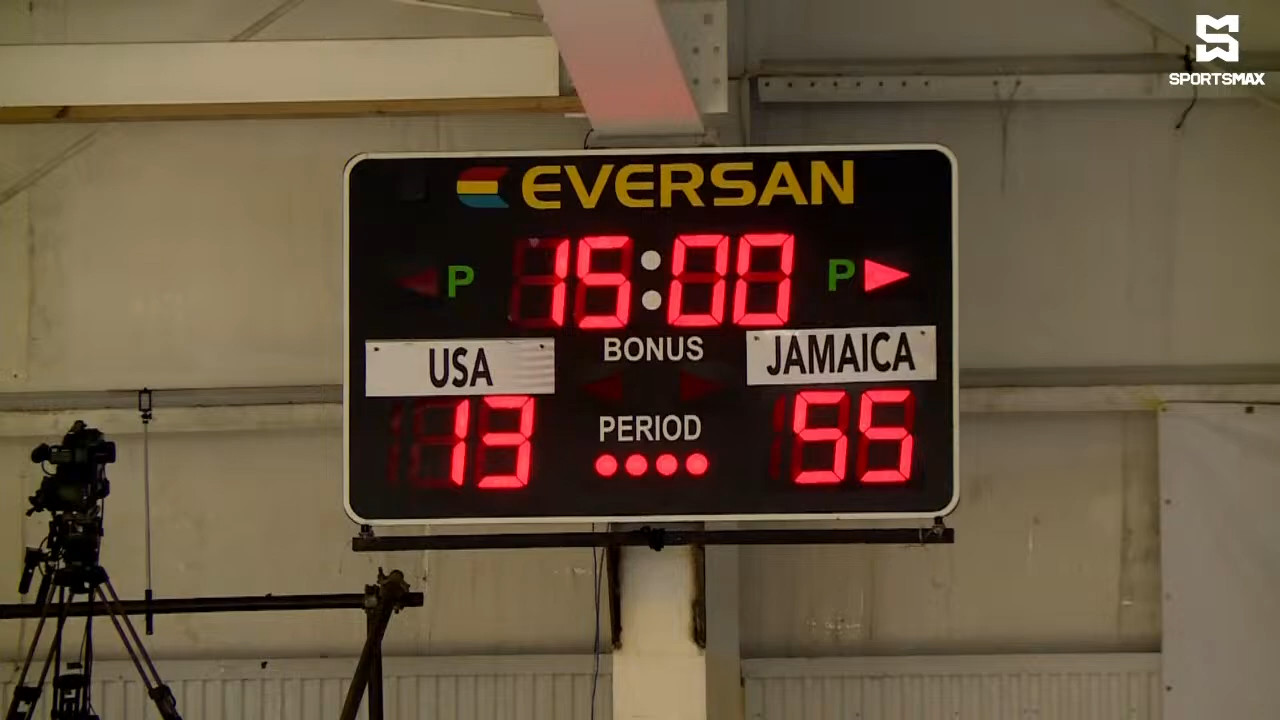 SPORTSMAX
EVERSAN
P 15:00 P
USA BONUS JAMAICA
13 PERIOD 55